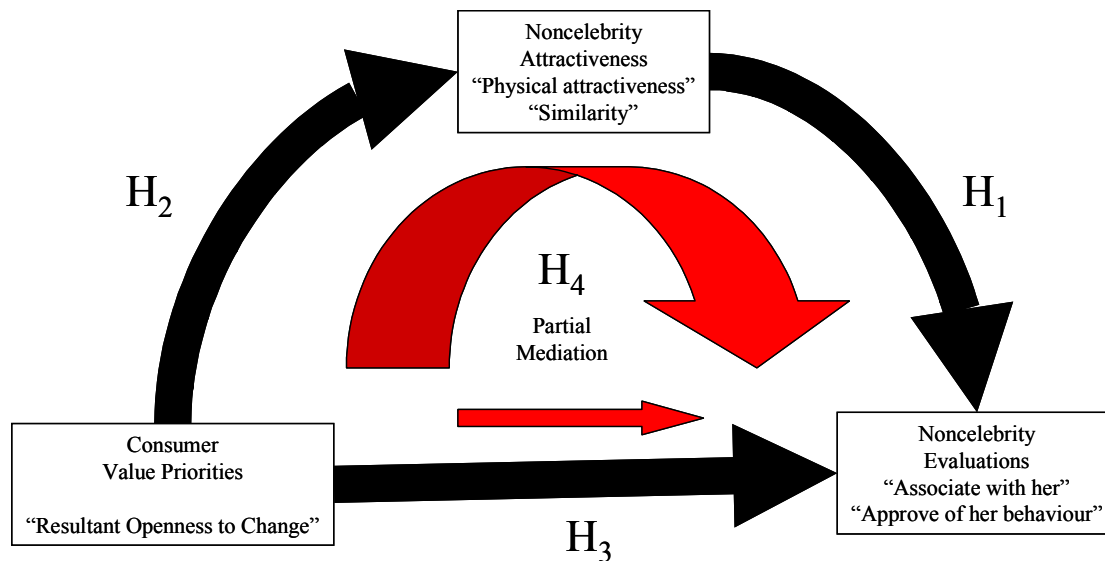 Noncelebrity
Attractiveness
“Physical attractiveness”
“Similarity”
H2
H1
H4
Partial
Mediation
Consumer
Value Priorities
“Resultant Openness to Change”
Noncelebrity
Evaluations
“Associate with her”
“Approve of her behaviour”
H3